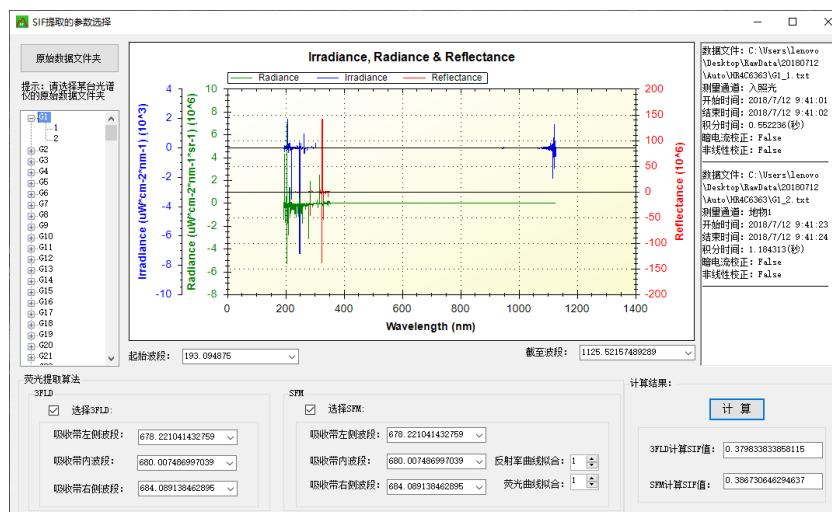 SIF提取的参数选择
原始数据文件夹
提示: 请选择某台光谱
仪的原始数据文件夹
G1
1
2
G2
G3
G4
G5
G6
G7
G8
G9
G10
G11
G12
G13
G14
G15
G16
G17
G18
G19
G20
G21
Irradiance, Radiance & Reflectance
Radiance
Irradiance
Reflectance
Irradiance (uW*cm-2*nm-1) (10^3)
4
2
0
-2
-4
-6
-8
-10
Radiance (uW*cm-2*nm-1*sr-1) (10^6)
10
8
6
4
2
0
-2
-4
-6
-8
200
150
100
50
0
-50
-100
-150
-200
Reflectance (10^6)
0
200
400
600
800
1000
1200
1400
Wavelength (nm)
起始波段: 193.094875
截至波段: 1125.52157489289
数据文件: C:\Users\lenovo
\Desktop\RawData\20180712
\Auto\HR4C6363\G1_1.txt
测量通道: 入照光
开始时间: 2018/7/12 9:41:01
结束时间: 2018/7/12 9:41:02
积分时间: 0.552236(秒)
暗电流校正: False
非线性校正: False
数据文件: C:\Users\lenovo
\Desktop\RawData\20180712
\Auto\HR4C6363\G1_2.txt
测量通道: 地物1
开始时间: 2018/7/12 9:41:23
结束时间: 2018/7/12 9:41:24
积分时间: 1.184313(秒)
暗电流校正: False
非线性校正: False
荧光提取算法
3FLD
选择3FLD:
吸收带左侧波段: 678.221041432759
吸收带内波段: 680.007486997039
吸收带右侧波段: 684.089138462895
SFM
选择SFM:
吸收带左侧波段: 678.221041432759
吸收带内波段: 680.007486997039 反射率曲线拟合: 1
吸收带右侧波段: 684.089138462895 荧光曲线拟合: 1
计算结果:
计 算
3FLD计算SIF值: 0.379833833858115
SFM计算SIF值: 0.386730646294637